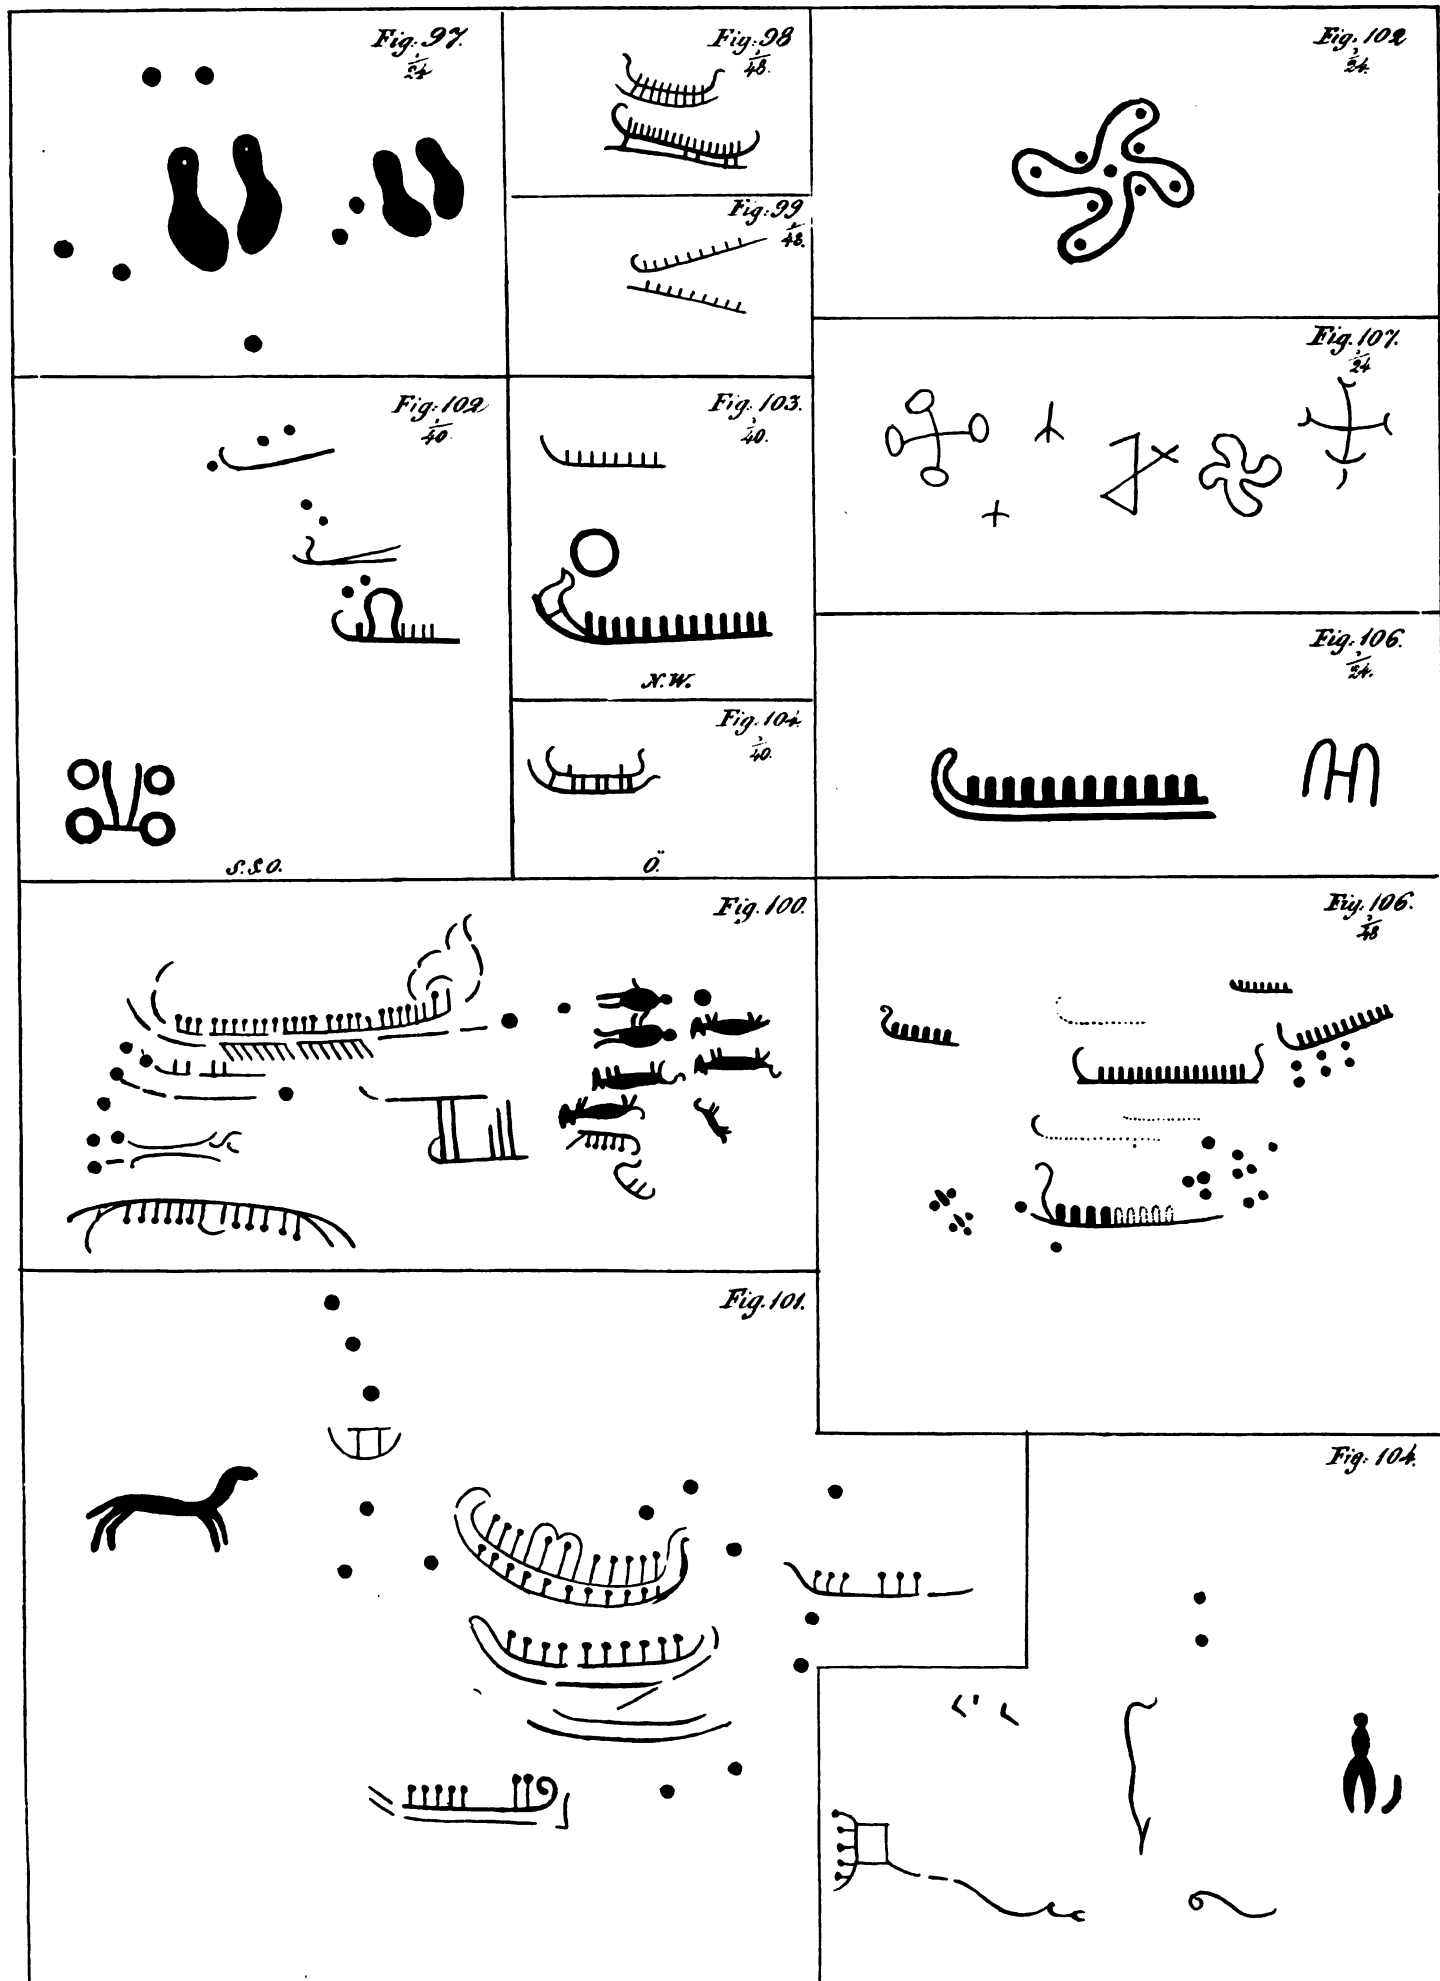 Fig. 97.
1/24
Fig. 98
1/48.
Fig. 99
1/48.
Fig. 102
1/24.
Fig. 107.
1/24
Fig. 102
1/40.
Fig. 103.
1/40.
N.W.
Fig. 104.
1/40.
Ö.
S.S.O.
Fig. 106.
1/24.
Fig. 100.
Fig. 106.
1/48
Fig. 101.
Fig. 104.